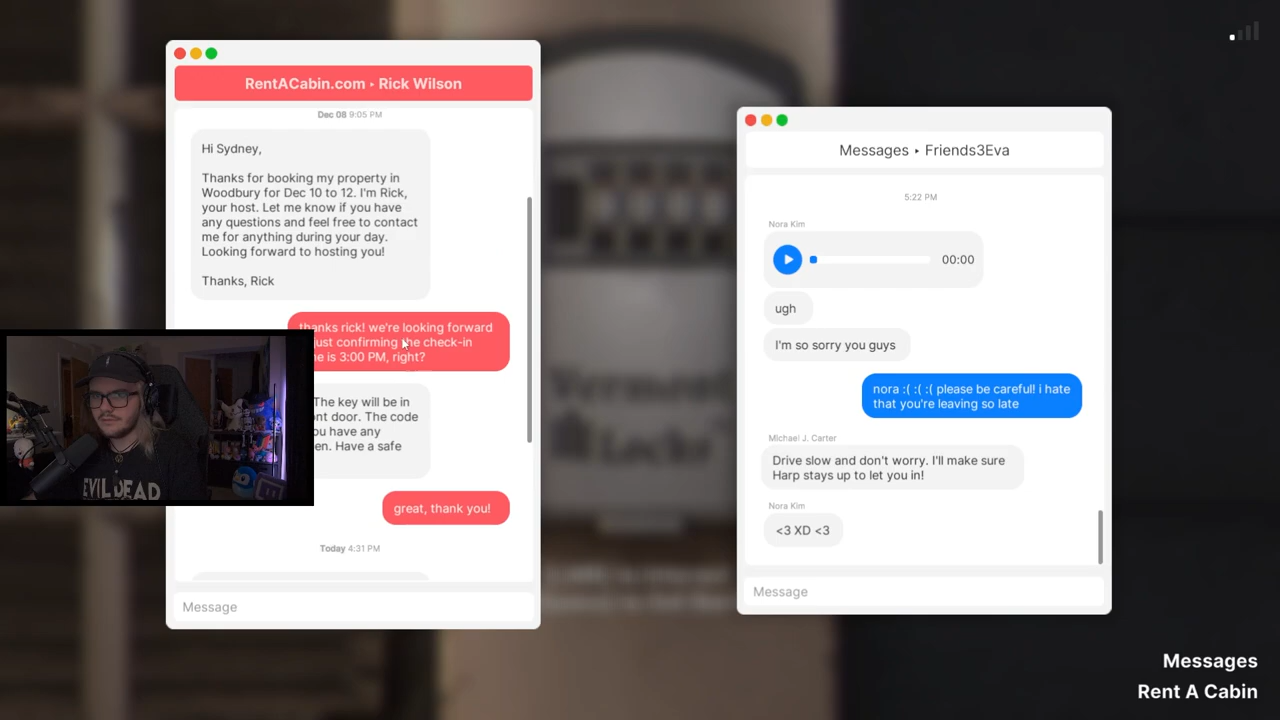 RentACabin.com ▸ Rick Wilson
Dec 08 9:05 PM
Hi Sydney,
Thanks for booking my property in
Woodbury for Dec 10 to 12. I'm Rick,
your host. Let me know if you have
any questions and feel free to contact
me for anything during your day.
Looking forward to hosting you!
Thanks, Rick
thanks rick! we're looking forward
just confirming the check-in
is 3:00 PM, right?
The key will be in
door. The code
have any
Have a safe
great, thank you!
Today 4:31 PM
Message
EVIL DEAD
Vermont
Locks
Messages ▸ Friends3Eva
5:22 PM
Nora Kim
00:00
ugh
I'm so sorry you guys
nora :( :( :( please be careful! i hate
that you're leaving so late
Michael J. Carter
Drive slow and don't worry. I'll make sure
Harp stays up to let you in!
Nora Kim
<3 XD <3
Message
Messages
Rent A Cabin